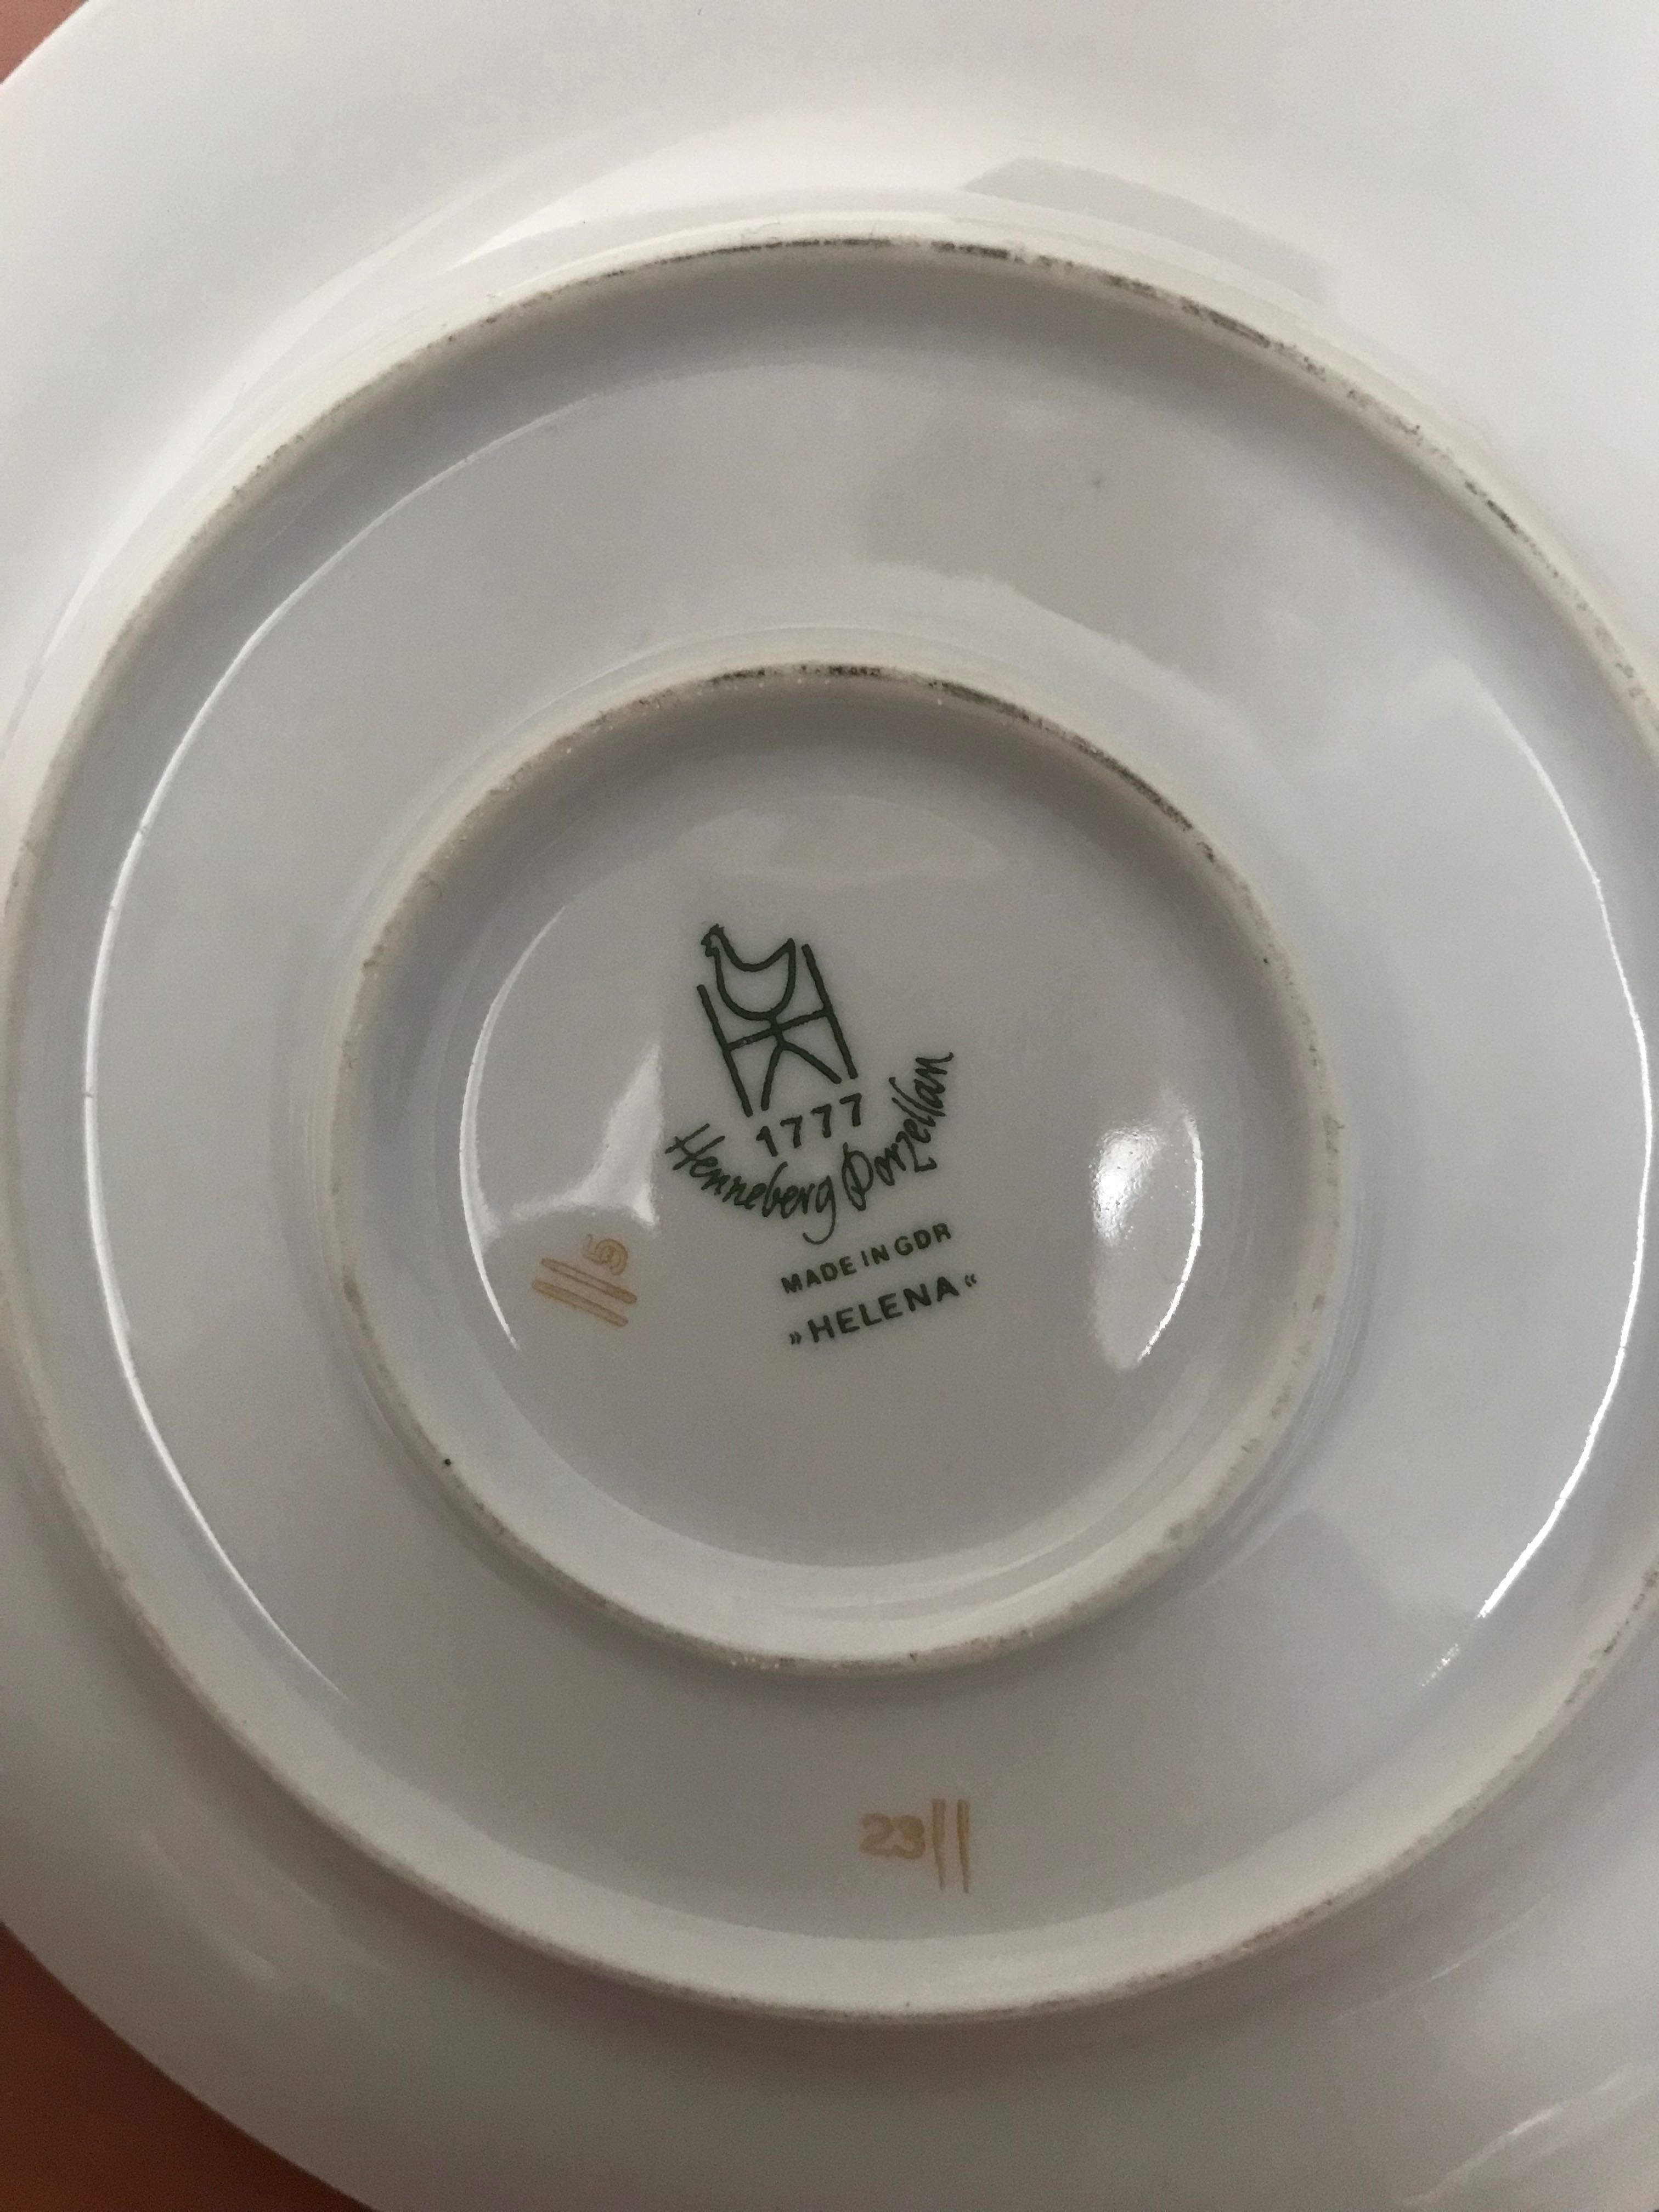 1777
Henneberg Porzellan
MADE IN GDR
»HELENA«
23||